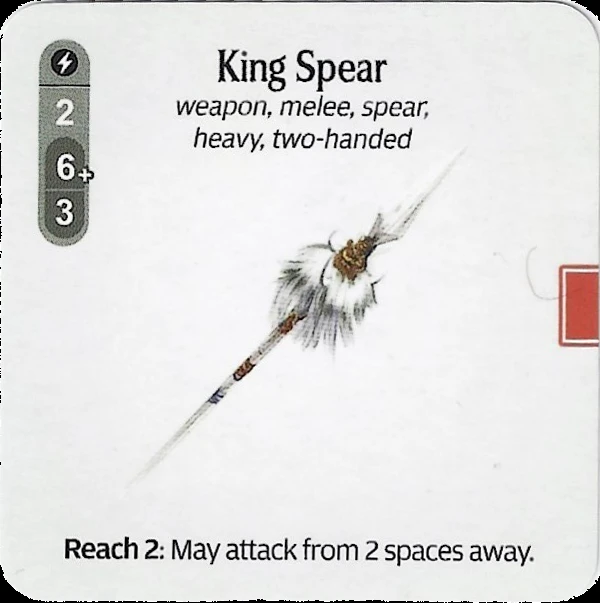 King Spear
weapon, melee, spear,
heavy, two-handed
2
6+
3
Reach 2: May attack from 2 spaces away.